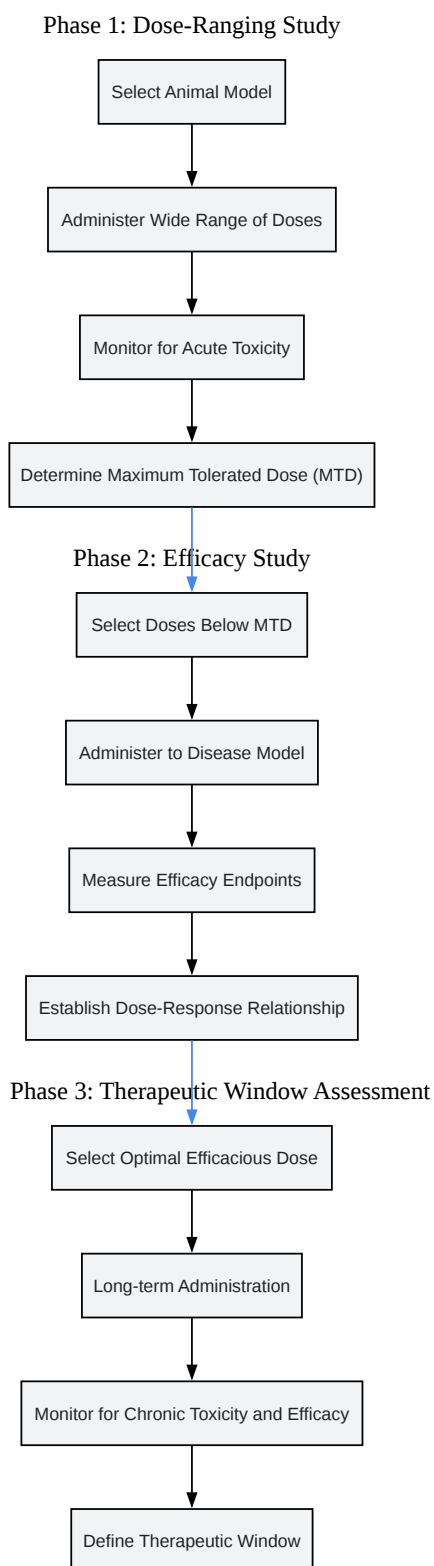 Phase 1: Dose-Ranging Study
Select Animal Model
Administer Wide Range of Doses
Monitor for Acute Toxicity
Determine Maximum Tolerated Dose (MTD)
Phase 2: Efficacy Study
Select Doses Below MTD
Administer to Disease Model
Measure Efficacy Endpoints
Establish Dose-Response Relationship
Phase 3: Therapeutic Window Assessment
Select Optimal Efficacious Dose
Long-term Administration
Monitor for Chronic Toxicity and Efficacy
Define Therapeutic Window